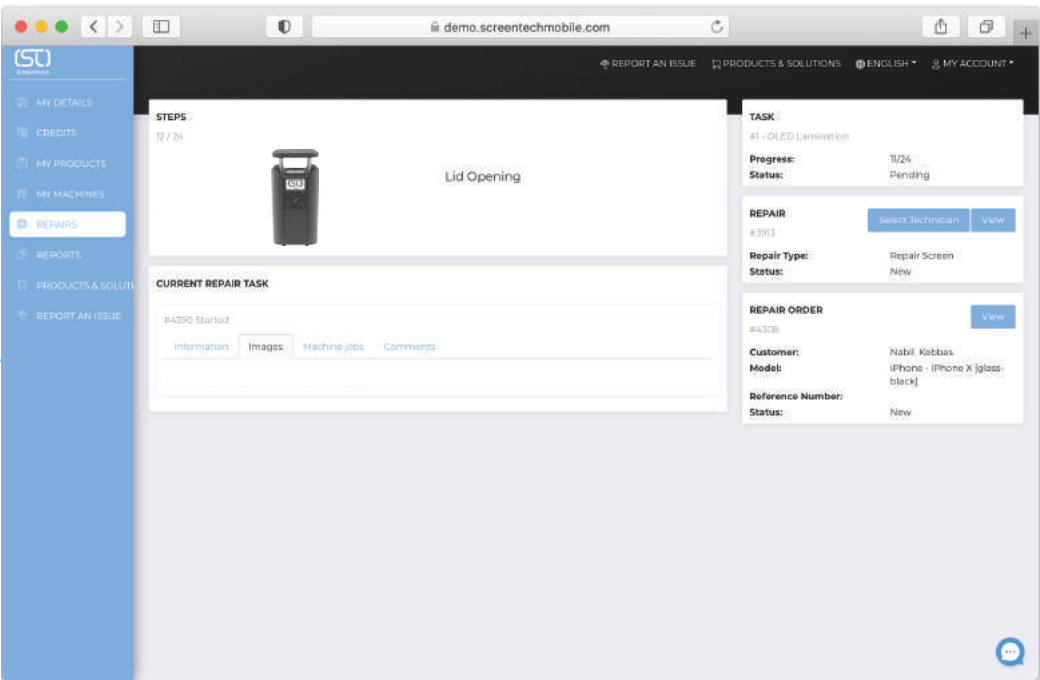 demo.screentechmobile.com
(ST)
SCREENTECH
REPORT AN ISSUE
PRODUCTS & SOLUTIONS
ENGLISH
MY ACCOUNT
MY DETAILS
CREDITS
MY PRODUCTS
MY MACHINES
REPAIRS
REPORTS
PRODUCTS & SOLUTI
REPORT AN ISSUE
STEPS
12 / 24
(ST)
Lid Opening
CURRENT REPAIR TASK
#4390 Started
Information Images Machine jobs Comments
TASK
#1 - OLED Lamination
Progress: 11/24
Status: Pending
REPAIR
Select Technician View
#3913
Repair Type: Repair Screen
Status: New
REPAIR ORDER
View
#4308
Customer: Nabil Kebbas
Model: iPhone - iPhone X [glass-
black]
Reference Number:
Status: New